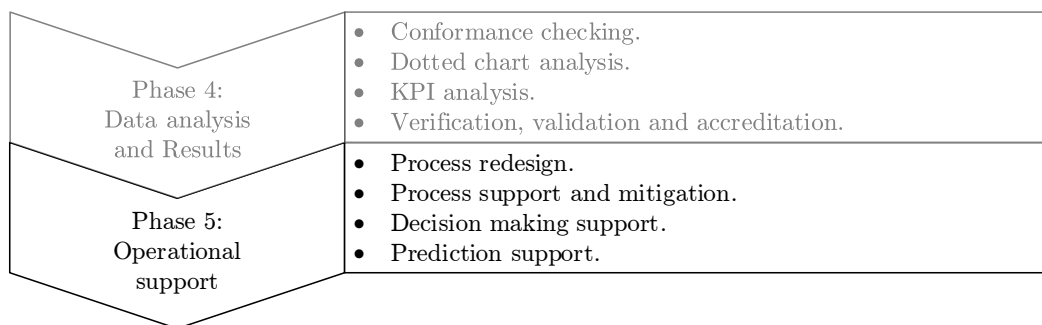 Phase 4:
Data analysis
and Results
• Conformance checking.
• Dotted chart analysis.
• KPI analysis.
• Verification, validation and accreditation.
Phase 5:
Operational
support
• Process redesign.
• Process support and mitigation.
• Decision making support.
• Prediction support.